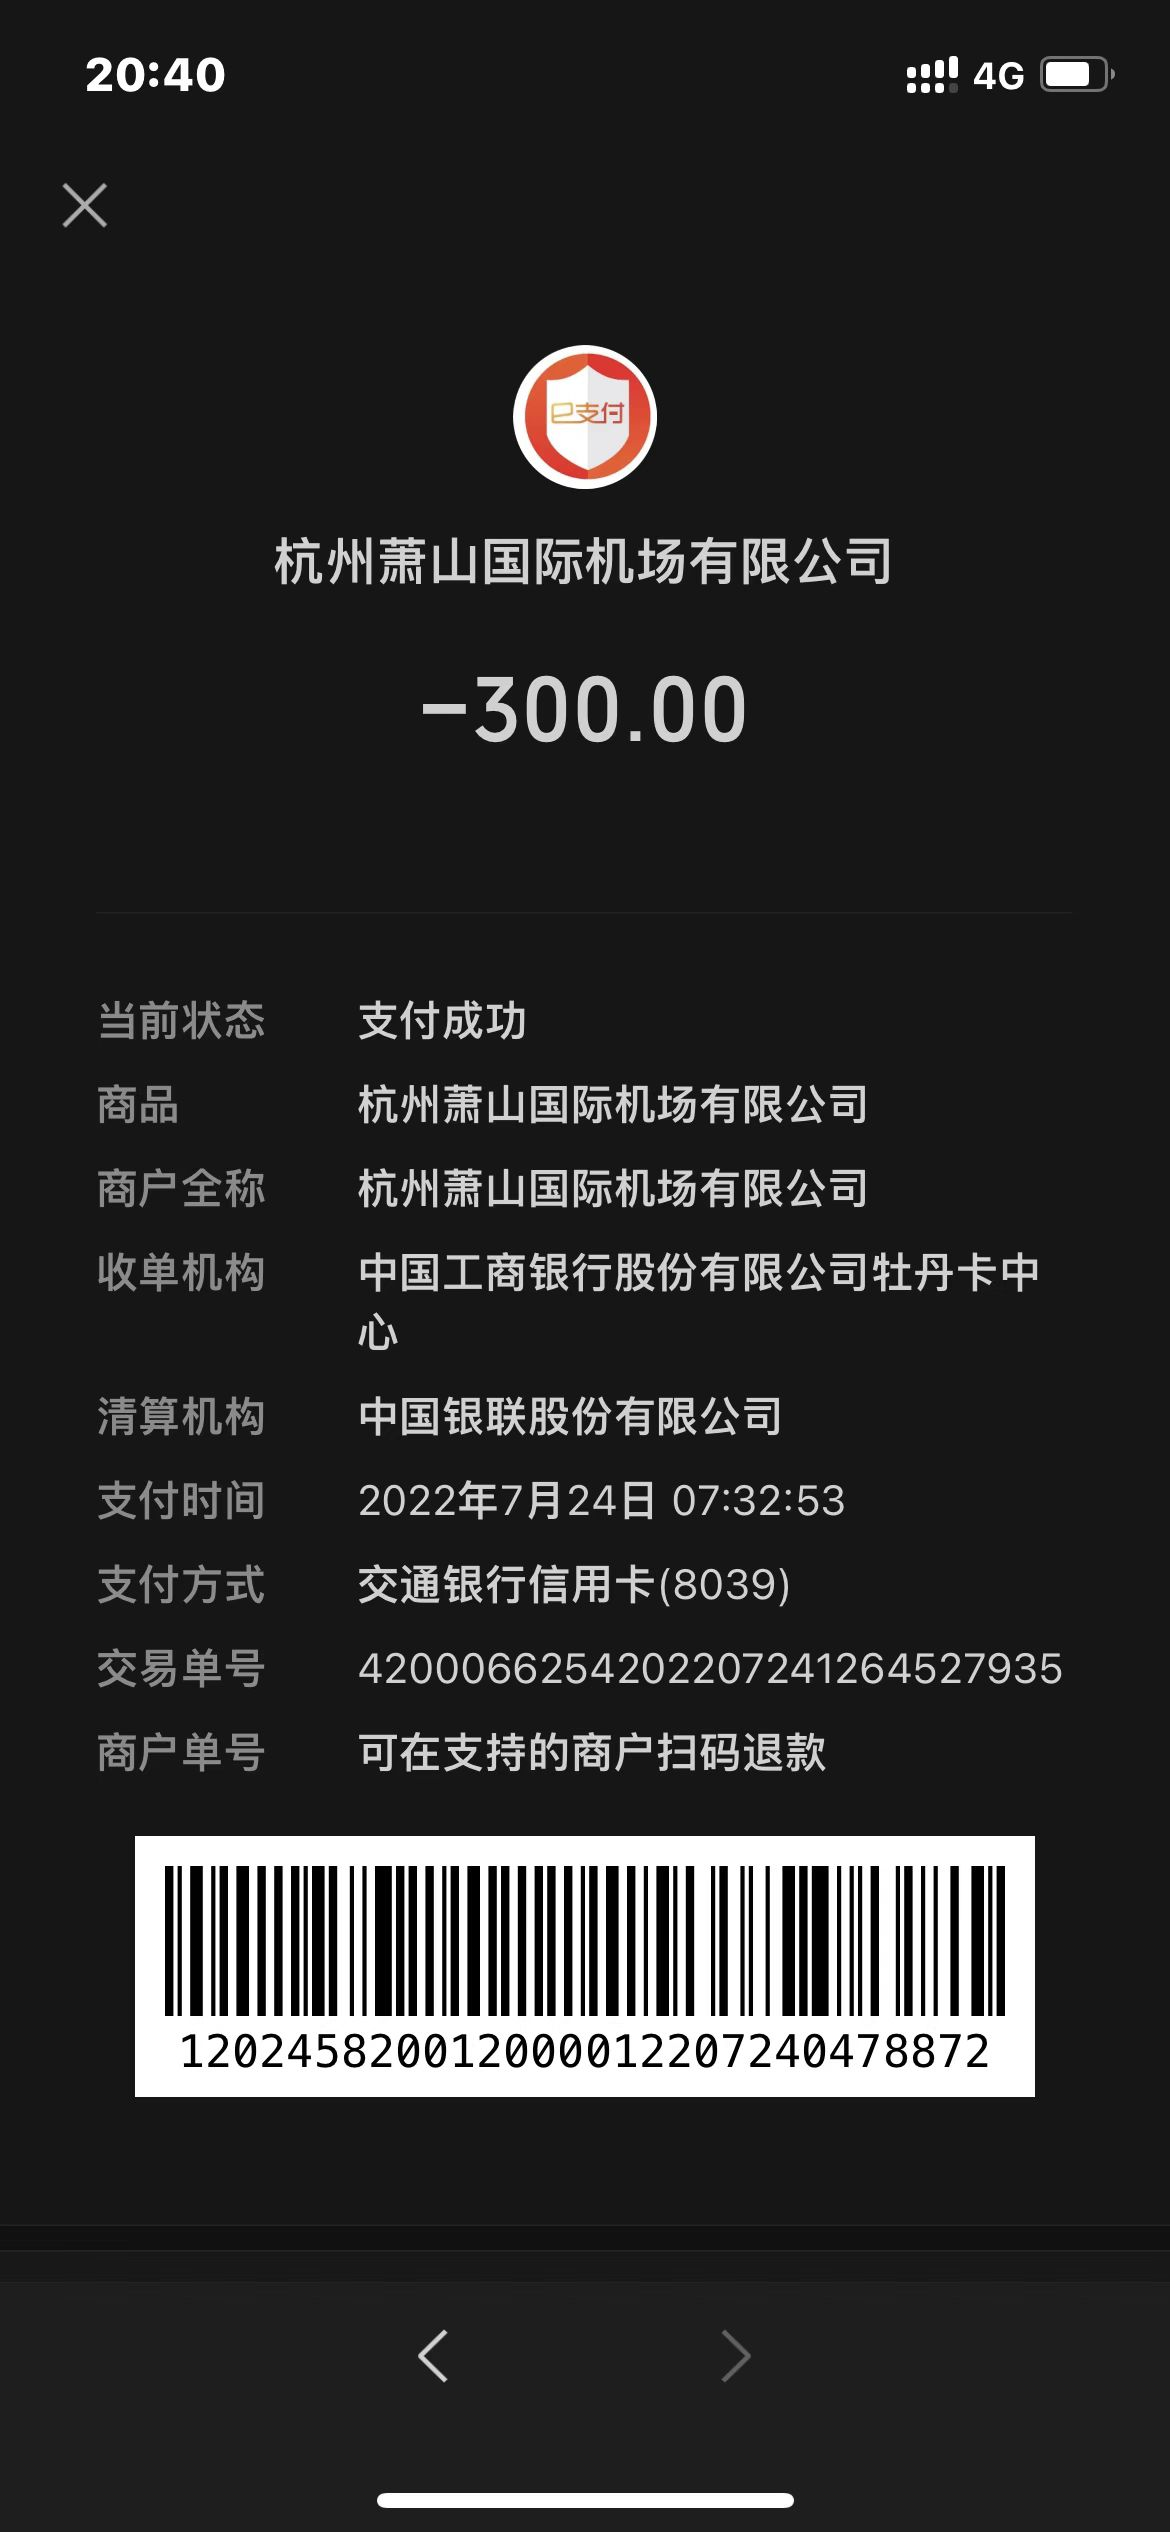 20:40
4G
已支付
杭州萧山国际机场有限公司
-300.00
当前状态 支付成功
商品 杭州萧山国际机场有限公司
商户全称 杭州萧山国际机场有限公司
收单机构 中国工商银行股份有限公司牡丹卡中
心
清算机构 中国银联股份有限公司
支付时间 2022年7月24日 07:32:53
支付方式 交通银行信用卡(8039)
交易单号 4200066254202207241264527935
商户单号 可在支持的商户扫码退款
120245820012000012207240478872